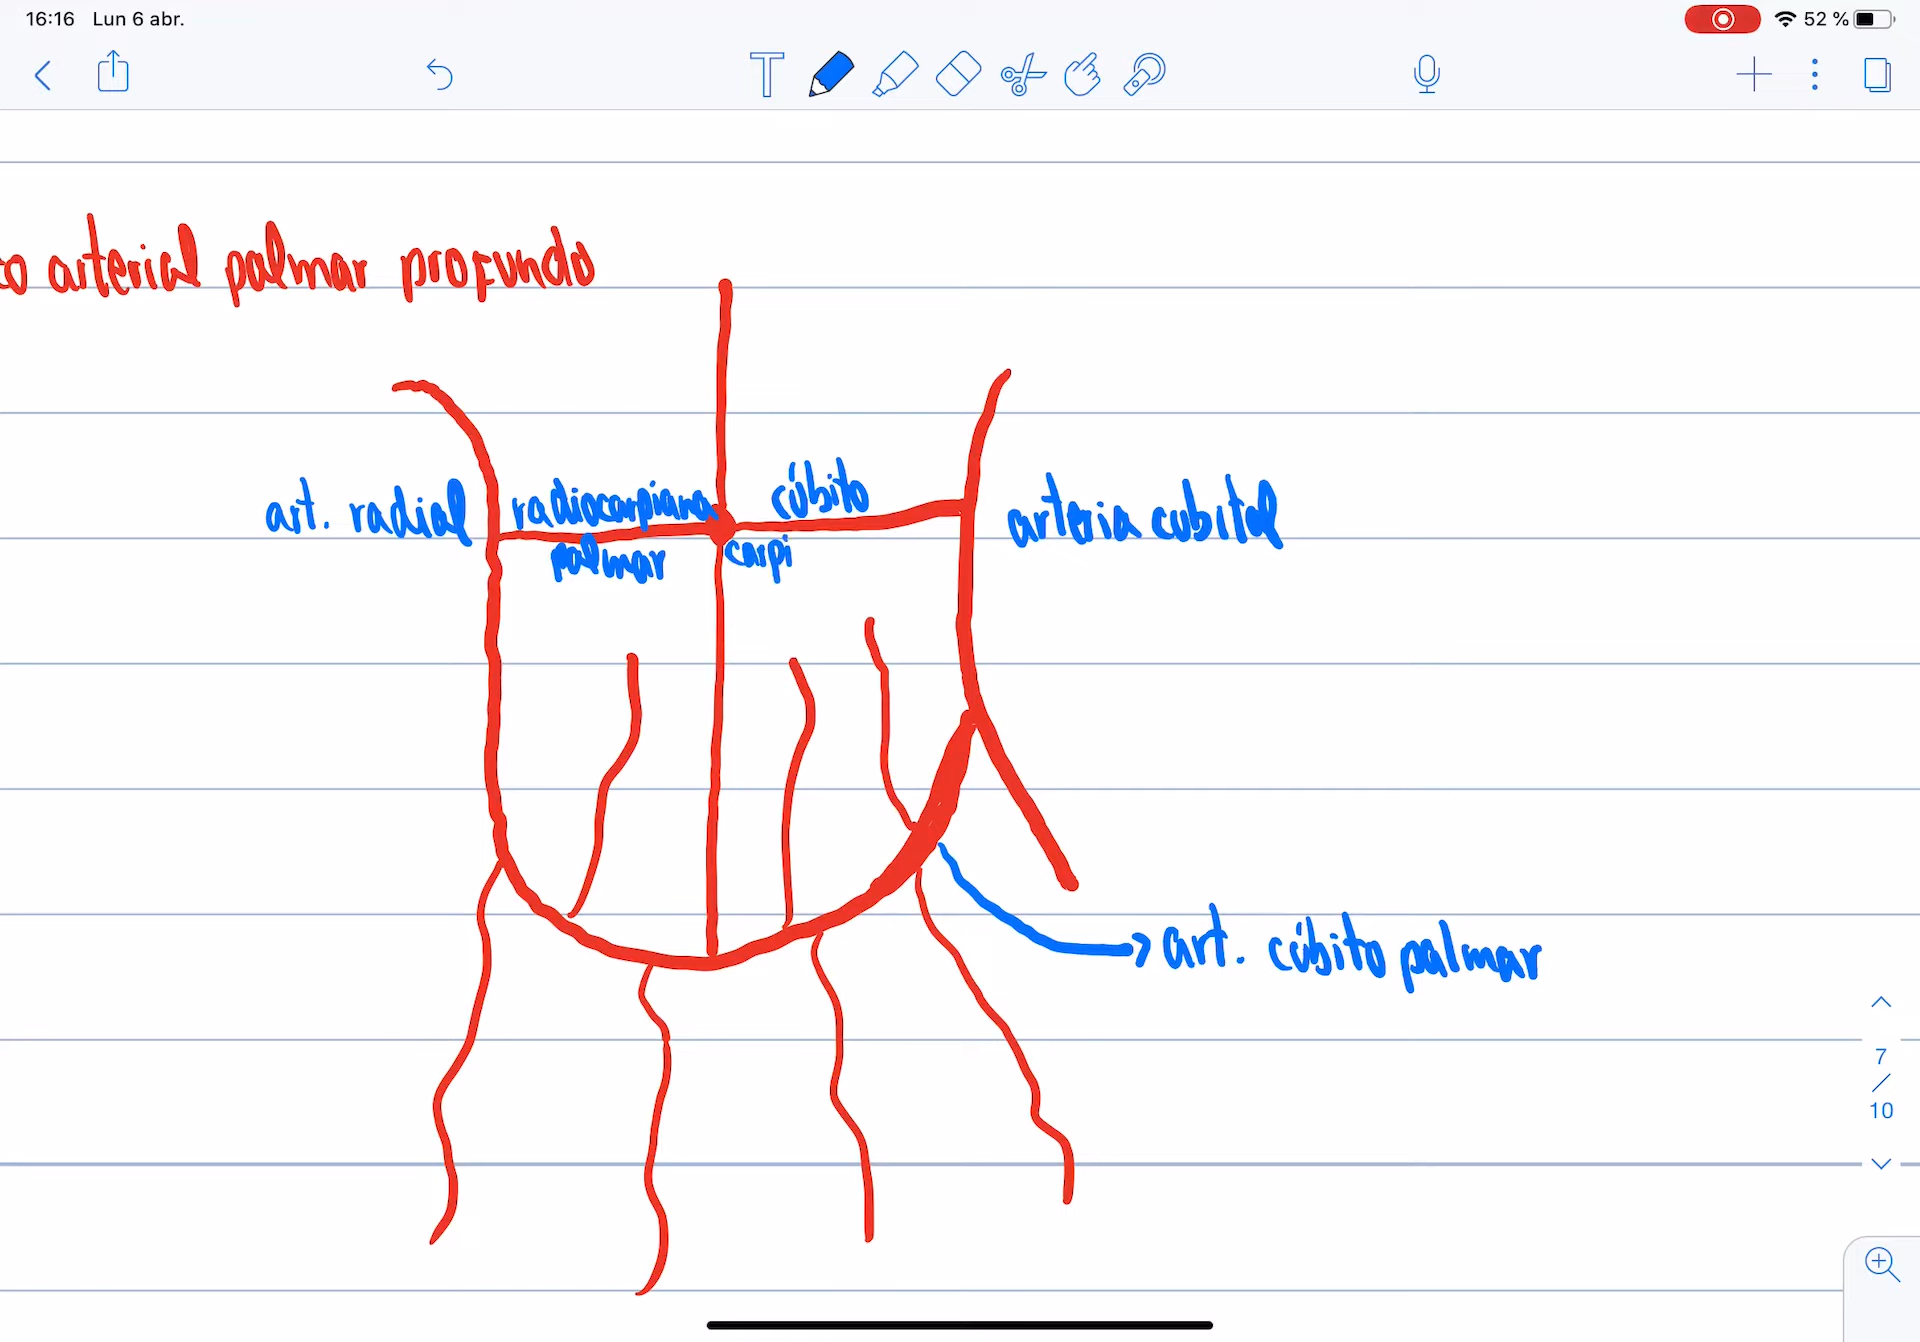 16:16 Lun 6 abr.
52 %
co arterial palmar profundo
art. radial
radiocarpiana
palmar
cúbito
carpi
arteria cubital
art. cúbito palmar
7
/
10